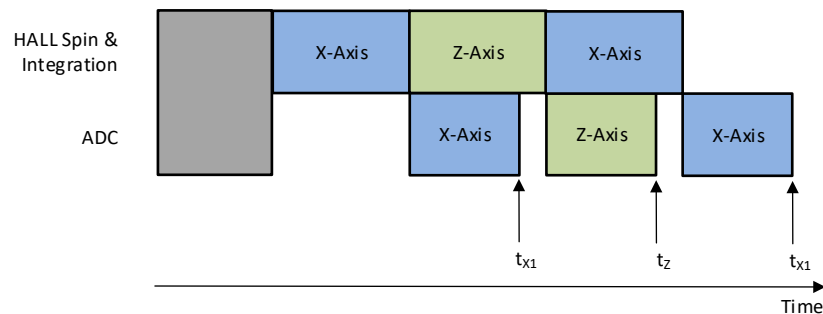 HALL Spin &
Integration
X-Axis
Z-Axis
X-Axis
ADC
X-Axis
Z-Axis
X-Axis
tX1
tZ
tX1
Time